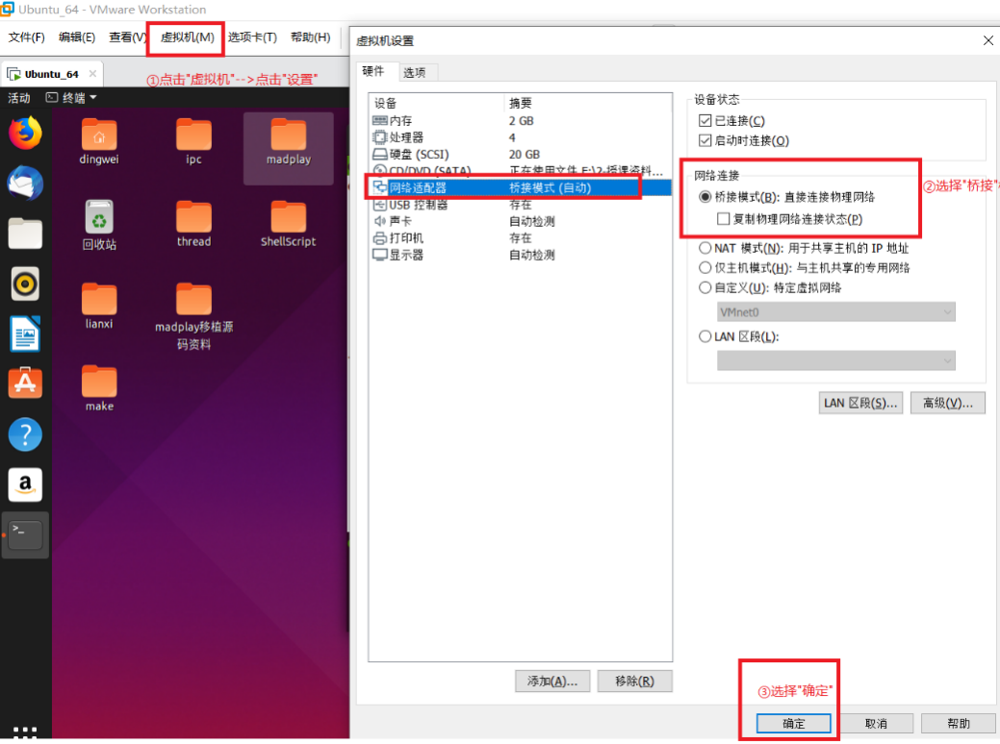 Ubuntu_64 - VMware Workstation
文件(F) 编辑(E) 查看(V) 虚拟机(M) 选项卡(T) 帮助(H)
Ubuntu_64
①点击"虚拟机"-->点击"设置"
活动 终端
dingwei ipc madplay
回收站 thread ShellScript
lianxi madplay移植源
码资料
make
虚拟机设置
硬件 选项
设备 摘要
内存 2 GB
处理器 4
硬盘 (SCSI) 20 GB
CD/DVD (SATA) 正在使用文件 E:\2-授课资料...
网络适配器 桥接模式 (自动)
USB 控制器 存在
声卡 自动检测
打印机 存在
显示器 自动检测
添加(A)... 移除(R)
设备状态
已连接(C)
启动时连接(O)
网络连接
桥接模式(B): 直接连接物理网络
复制物理网络连接状态(P)
②选择"桥接"
NAT 模式(N): 用于共享主机的 IP 地址
仅主机模式(H): 与主机共享的专用网络
自定义(U): 特定虚拟网络
VMnet0
LAN 区段(L):
LAN 区段(S)... 高级(V)...
③选择"确定"
确定 取消 帮助